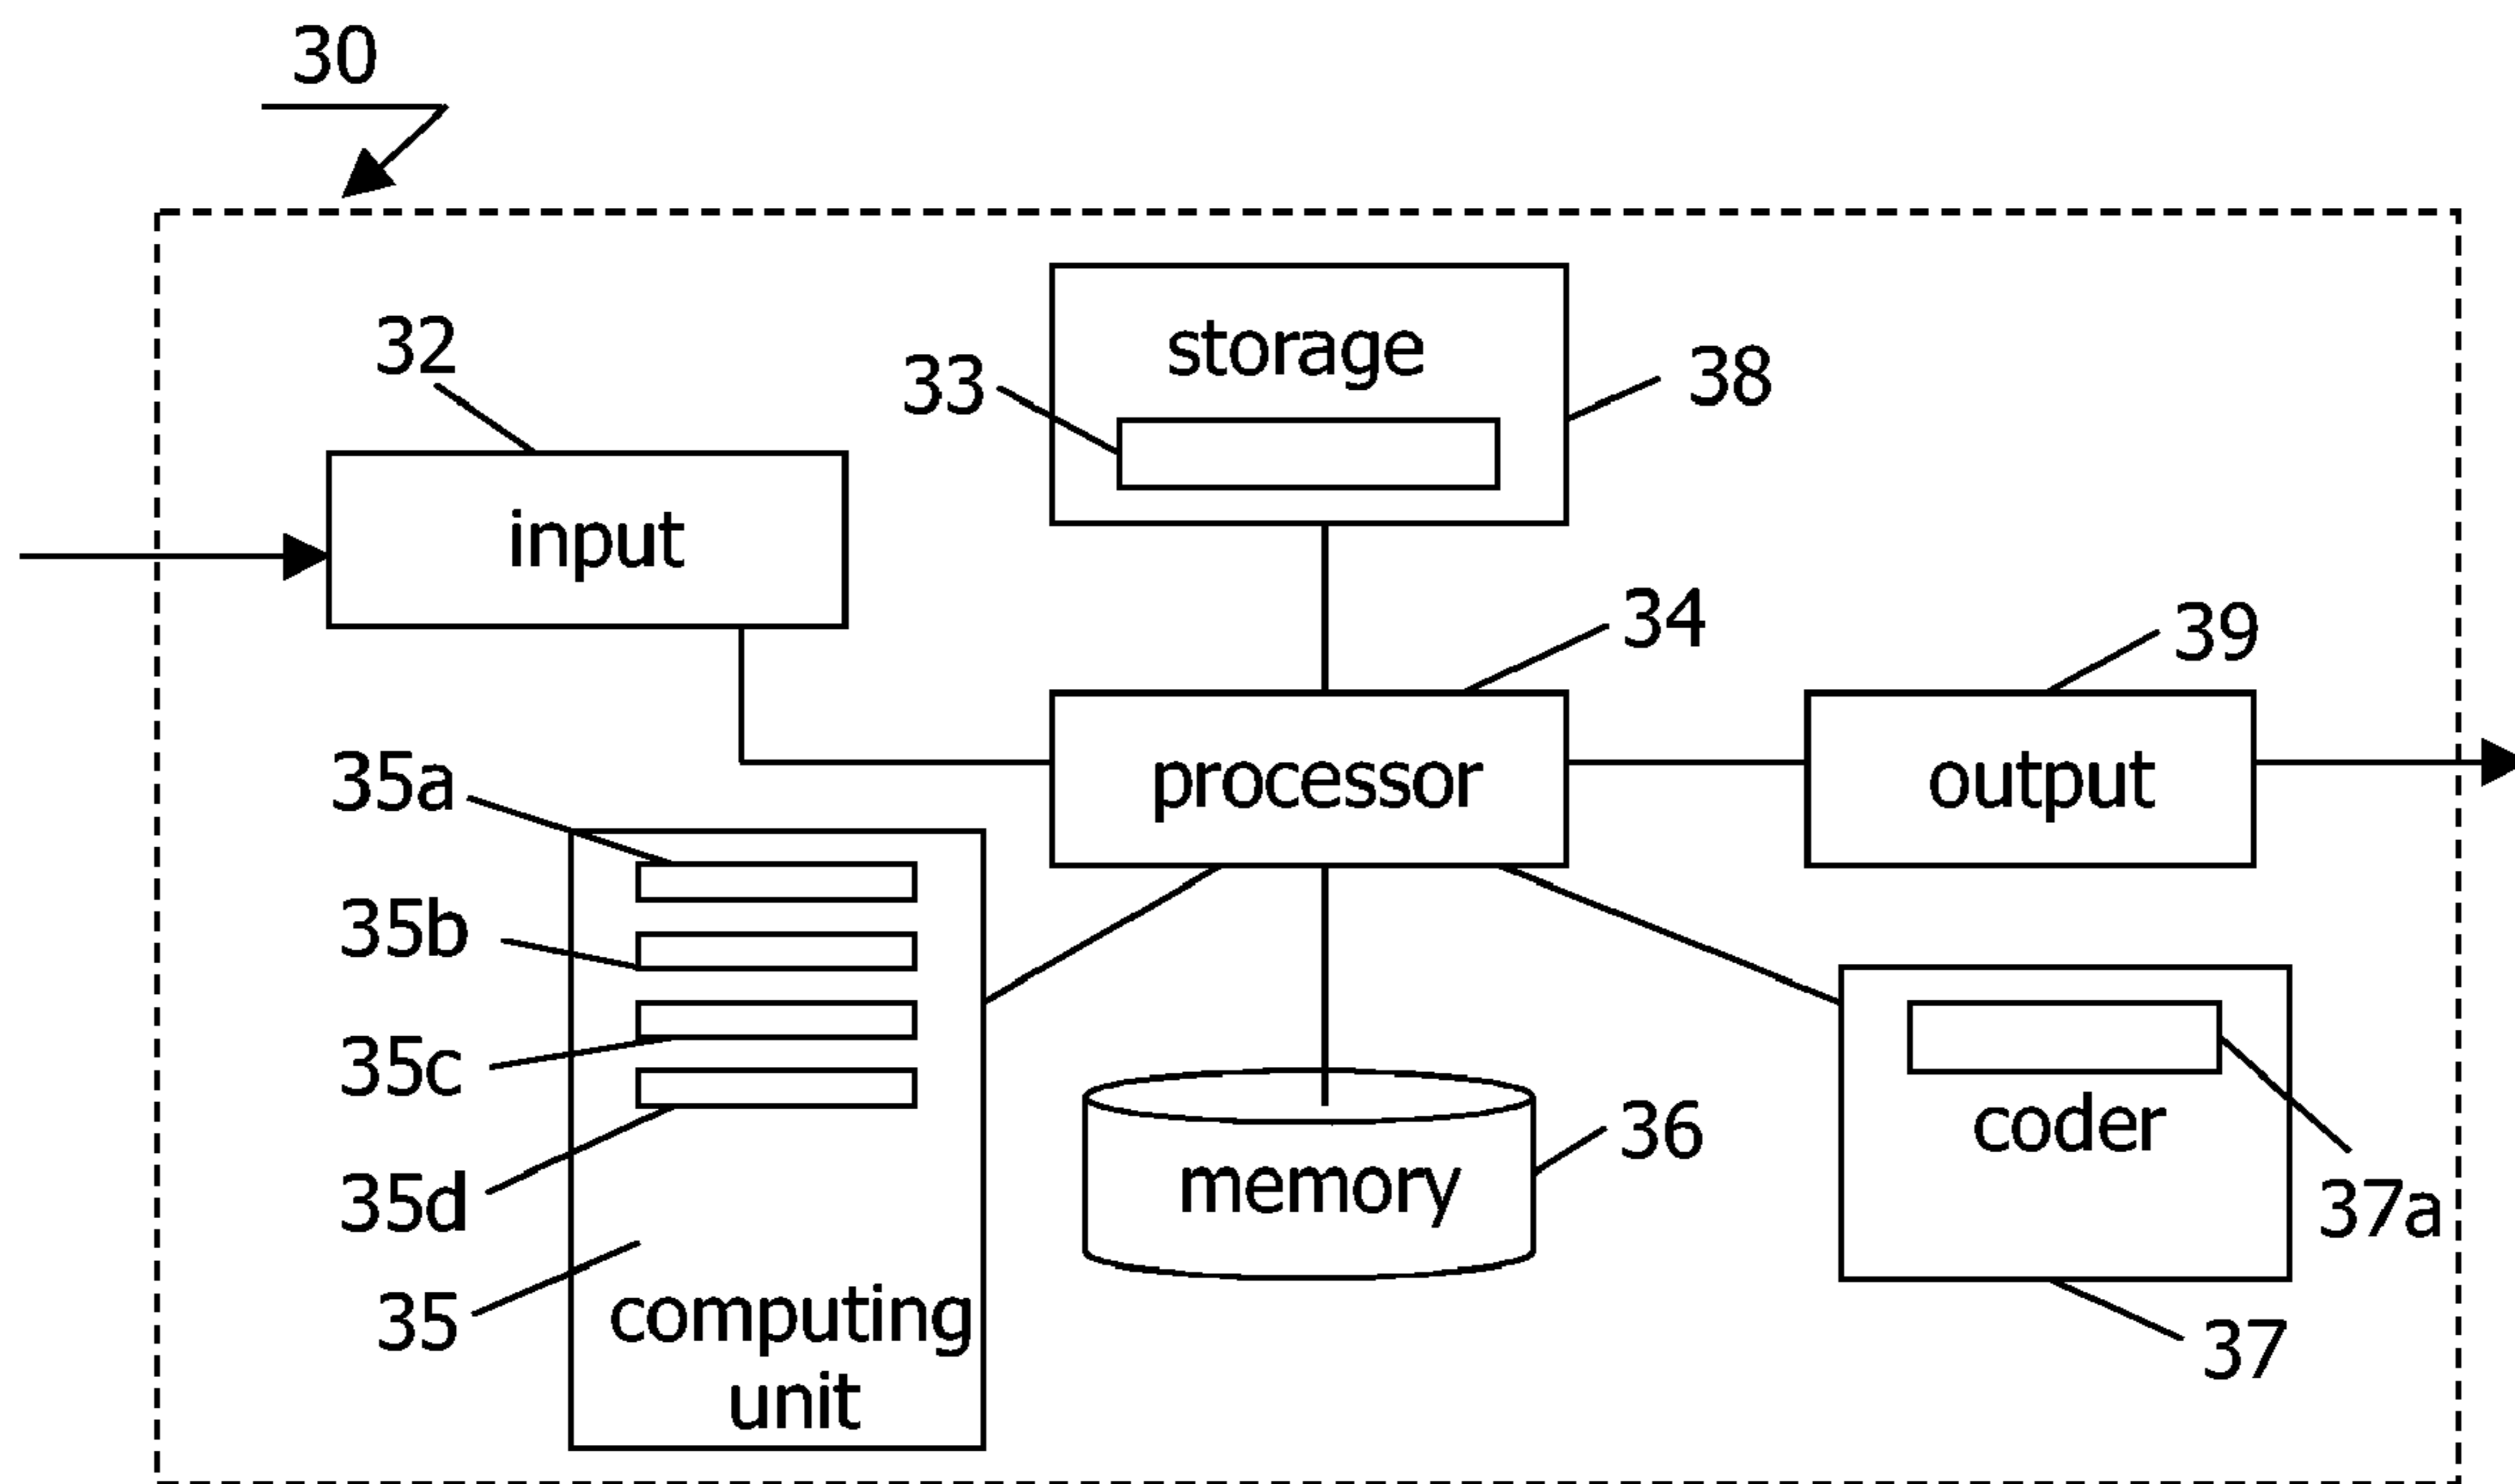 30
32
storage
33
38
input
34
39
35a
processor
output
35b
35c
coder
36
memory
35d
37a
35
computing
unit
37